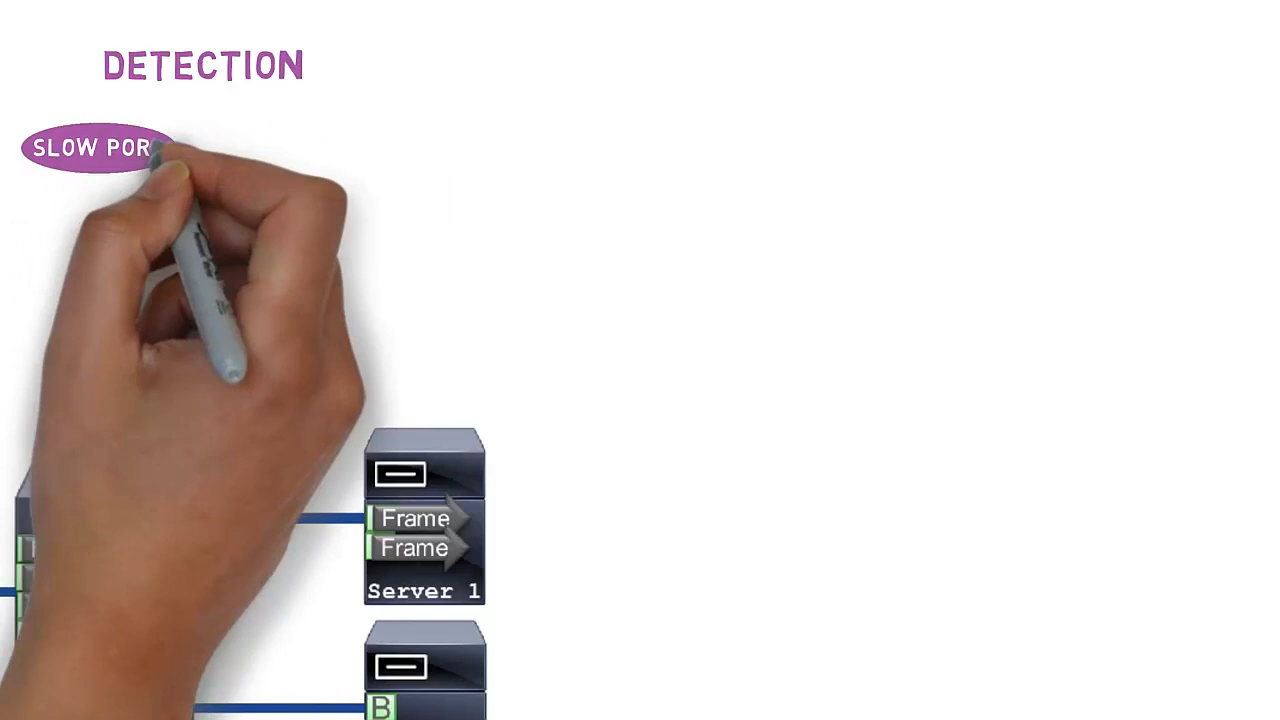 DETECTION
SLOW POR
Frame
Frame
Server 1
B